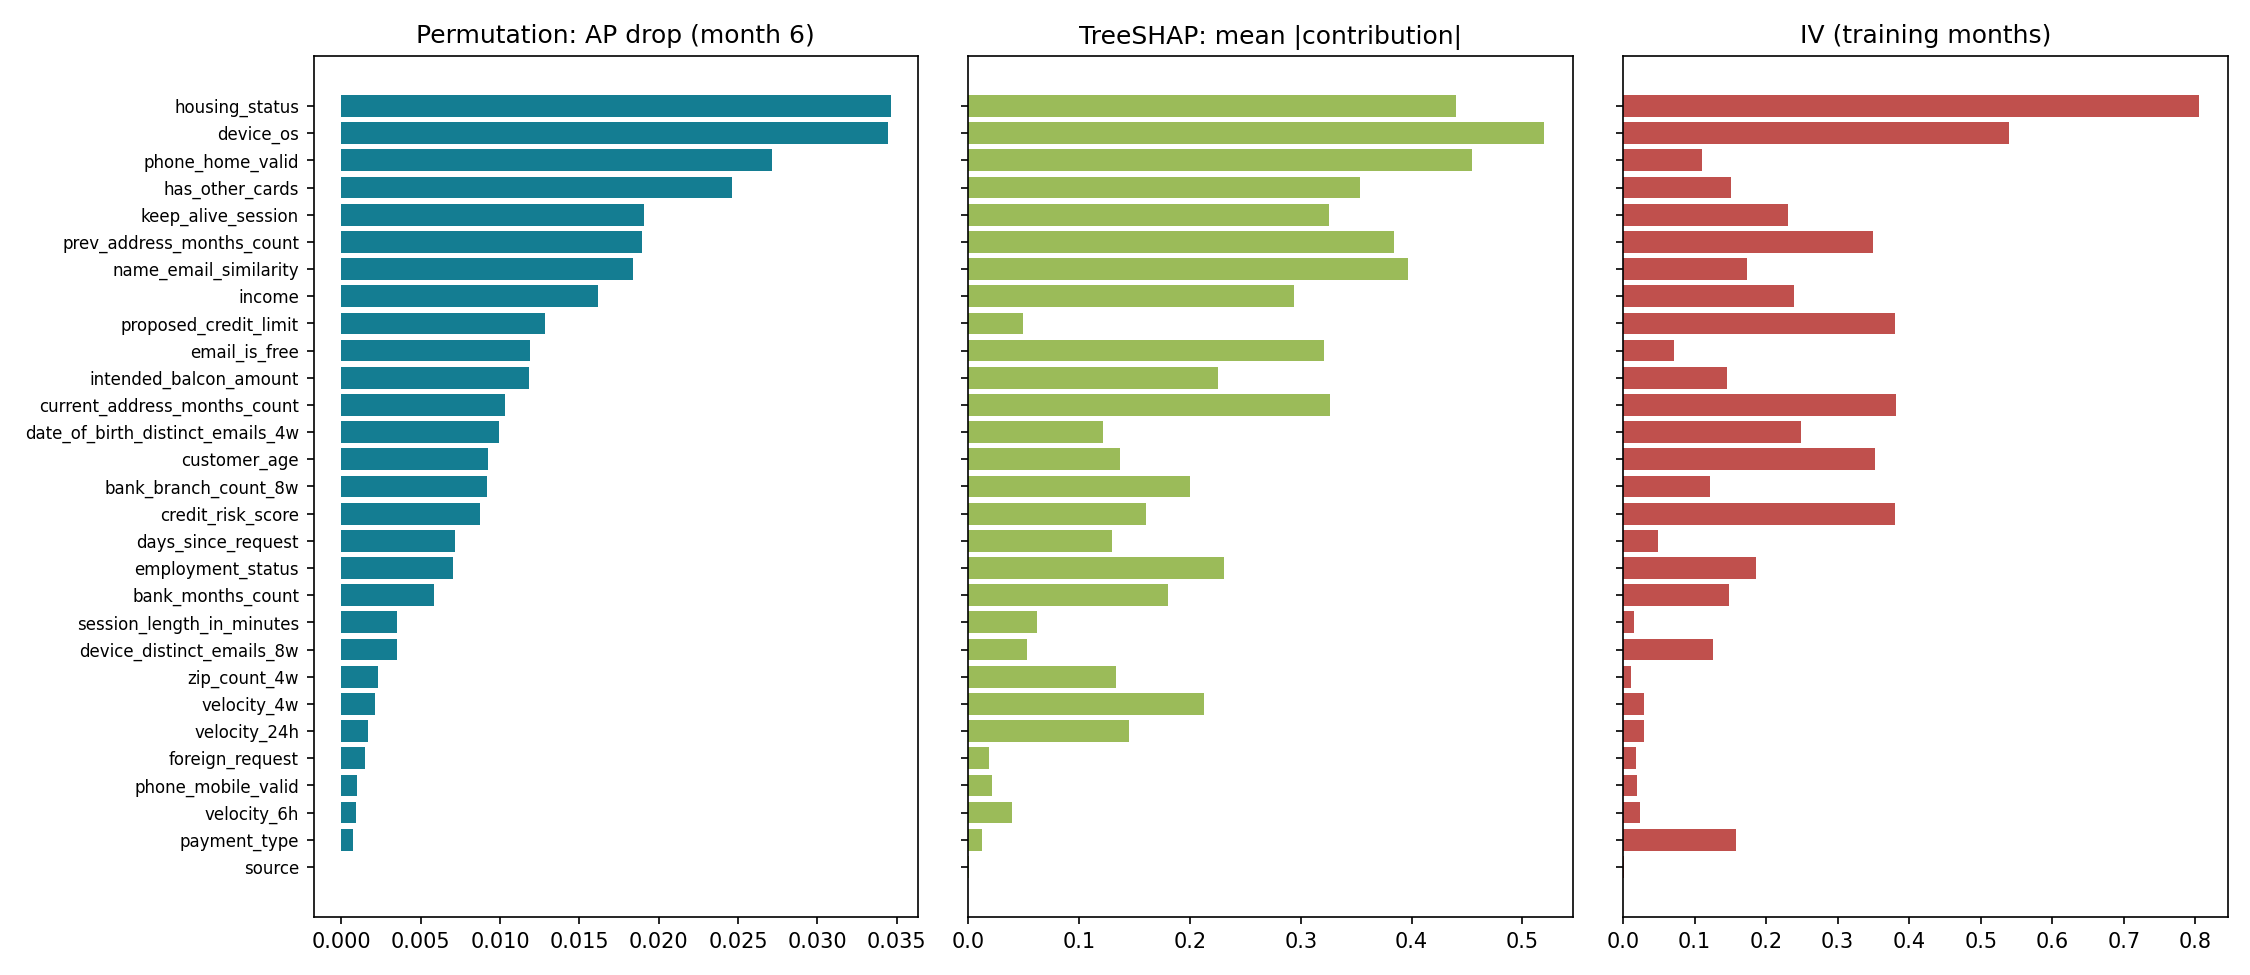 Permutation: AP drop (month 6)
TreeSHAP: mean |contribution|
IV (training months)
housing_status
device_os
phone_home_valid
has_other_cards
keep_alive_session
prev_address_months_count
name_email_similarity
income
proposed_credit_limit
email_is_free
intended_balcon_amount
current_address_months_count
date_of_birth_distinct_emails_4w
customer_age
bank_branch_count_8w
credit_risk_score
days_since_request
employment_status
bank_months_count
session_length_in_minutes
device_distinct_emails_8w
zip_count_4w
velocity_4w
velocity_24h
foreign_request
phone_mobile_valid
velocity_6h
payment_type
source
0.000 0.005 0.010 0.015 0.020 0.025 0.030 0.035
0.0 0.1 0.2 0.3 0.4 0.5
0.0 0.1 0.2 0.3 0.4 0.5 0.6 0.7 0.8